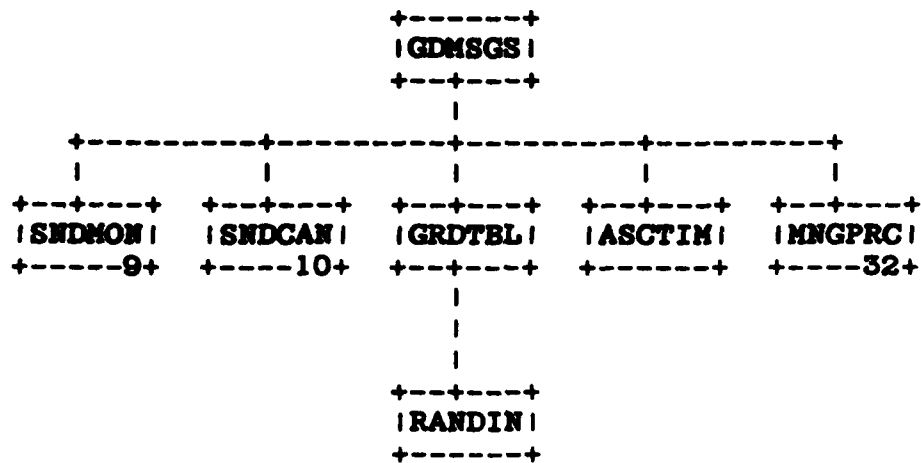 GDMSGS
SNDMON SNDCAN GRDTBL ASCTIM MNGPRC
9 10 32
RANDIN